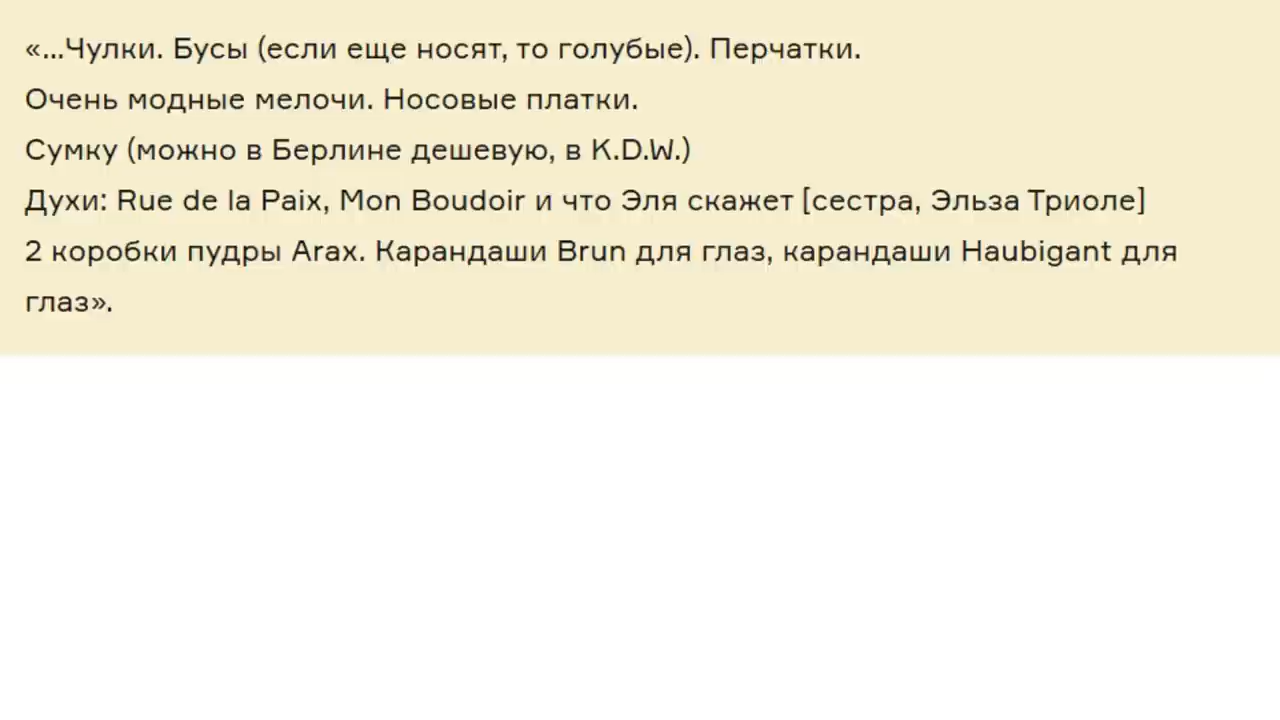 «...Чулки. Бусы (если еще носят, то голубые). Перчатки.
Очень модные мелочи. Носовые платки.
Сумку (можно в Берлине дешевую, в K.D.W.)
Духи: Rue de la Paix, Mon Boudoir и что Эля скажет [сестра, Эльза Триоле]
2 коробки пудры Arax. Карандаши Brun для глаз, карандаши Haubigant для
глаз».